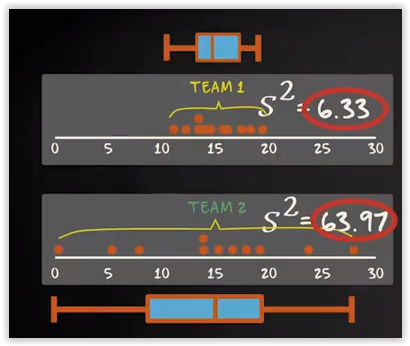 TEAM 1
S² = 6.33
0 5 10 15 20 25 30
TEAM 2
S² = 63.97
0 5 10 15 20 25 30